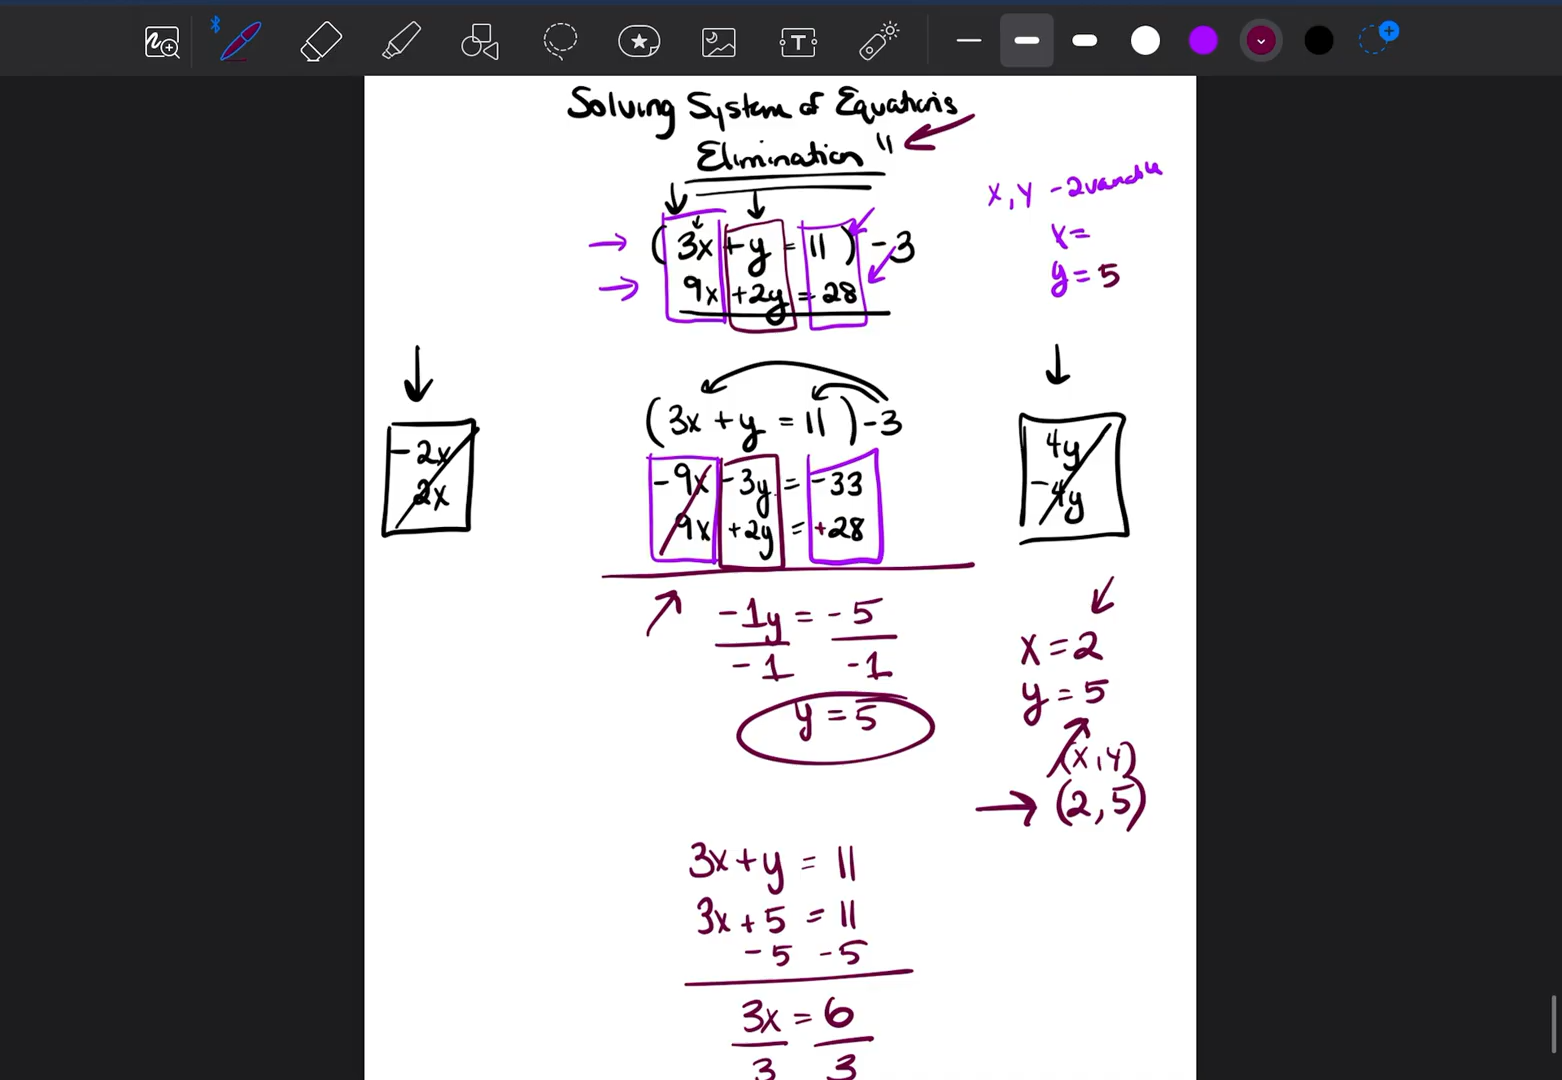 Solving System of Equations
Elimination "
x, y - 2 variable
(3x + y = 11) -3
x =
9x + 2y = 28
y = 5
(3x + y = 11) -3
-2x
2x
4y
-4y
-9x -3y = -33
9x +2y = +28
-1y = -5
-1 -1
x = 2
y = 5
y = 5
(x, y)
(2, 5)
3x + y = 11
3x + 5 = 11
-5 -5
3x = 6
3 3